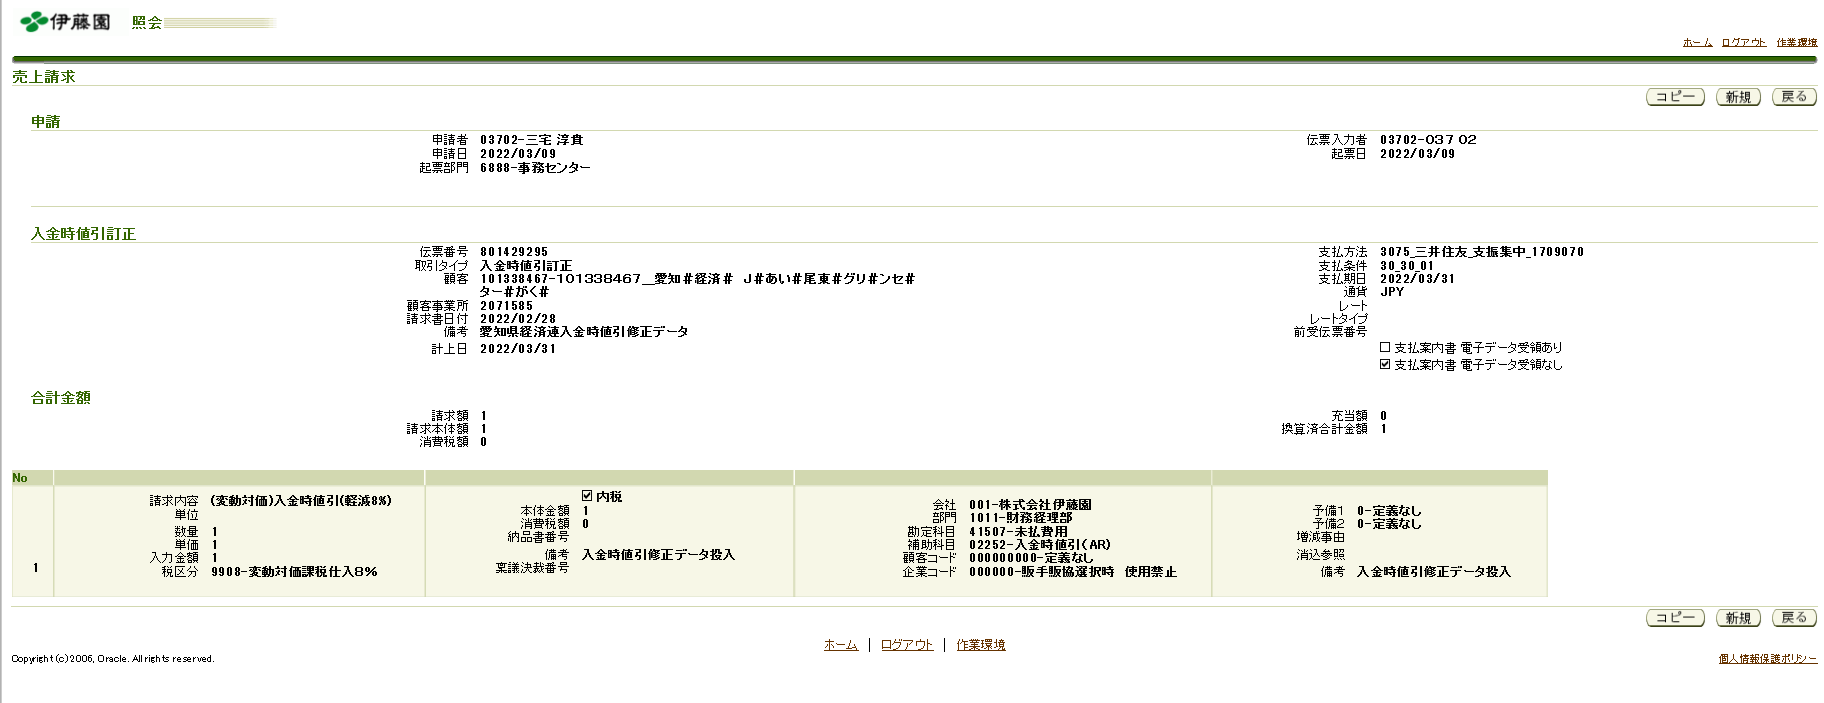 伊藤園 照会
ホーム ログアウト 作業環境
売上請求
コピー 新規 戻る
申請
申請者 03702-三宅 淳貴 伝票入力者 03702-037 02
申請日 2022/03/09 起票日 2022/03/09
起票部門 6888-事務センター
入金時値引訂正
伝票番号 801429295 支払方法 3075_三井住友_支振集中_1709070
取引タイプ 入金時値引訂正 支払条件 30_30_01
顧客 101338467-101338467__愛知#経済# J#あい#尾東#グリ#ンセ# 支払期日 2022/03/31
ター#がく# 通貨 JPY
顧客事業所 2071585 レート
請求書日付 2022/02/28 レートタイプ
備考 愛知県経済連入金時値引修正データ 前受伝票番号
計上日 2022/03/31 支払案内書 電子データ受領あり
支払案内書 電子データ受領なし
合計金額
請求額 1 充当額 0
請求本体額 1 換算済合計金額 1
消費税額 0
No
1
請求内容 (変動対価)入金時値引(軽減8%)
単位
数量 1
単価 1
入力金額 1
税区分 9908-変動対価課税仕入8%
内税
本体金額 1
消費税額 0
納品書番号
備考 入金時値引修正データ投入
稟議決裁番号
会社 001-株式会社伊藤園
部門 1011-財務経理部
勘定科目 41507-未払費用
補助科目 02252-入金時値引(AR)
顧客コード 000000000-定義なし
企業コード 000000-販手販協選択時 使用禁止
予備1 0-定義なし
予備2 0-定義なし
増減事由
消込参照
備考 入金時値引修正データ投入
コピー 新規 戻る
ホーム | ログアウト | 作業環境
Copyright (c) 2006, Oracle. All rights reserved.
個人情報保護ポリシー